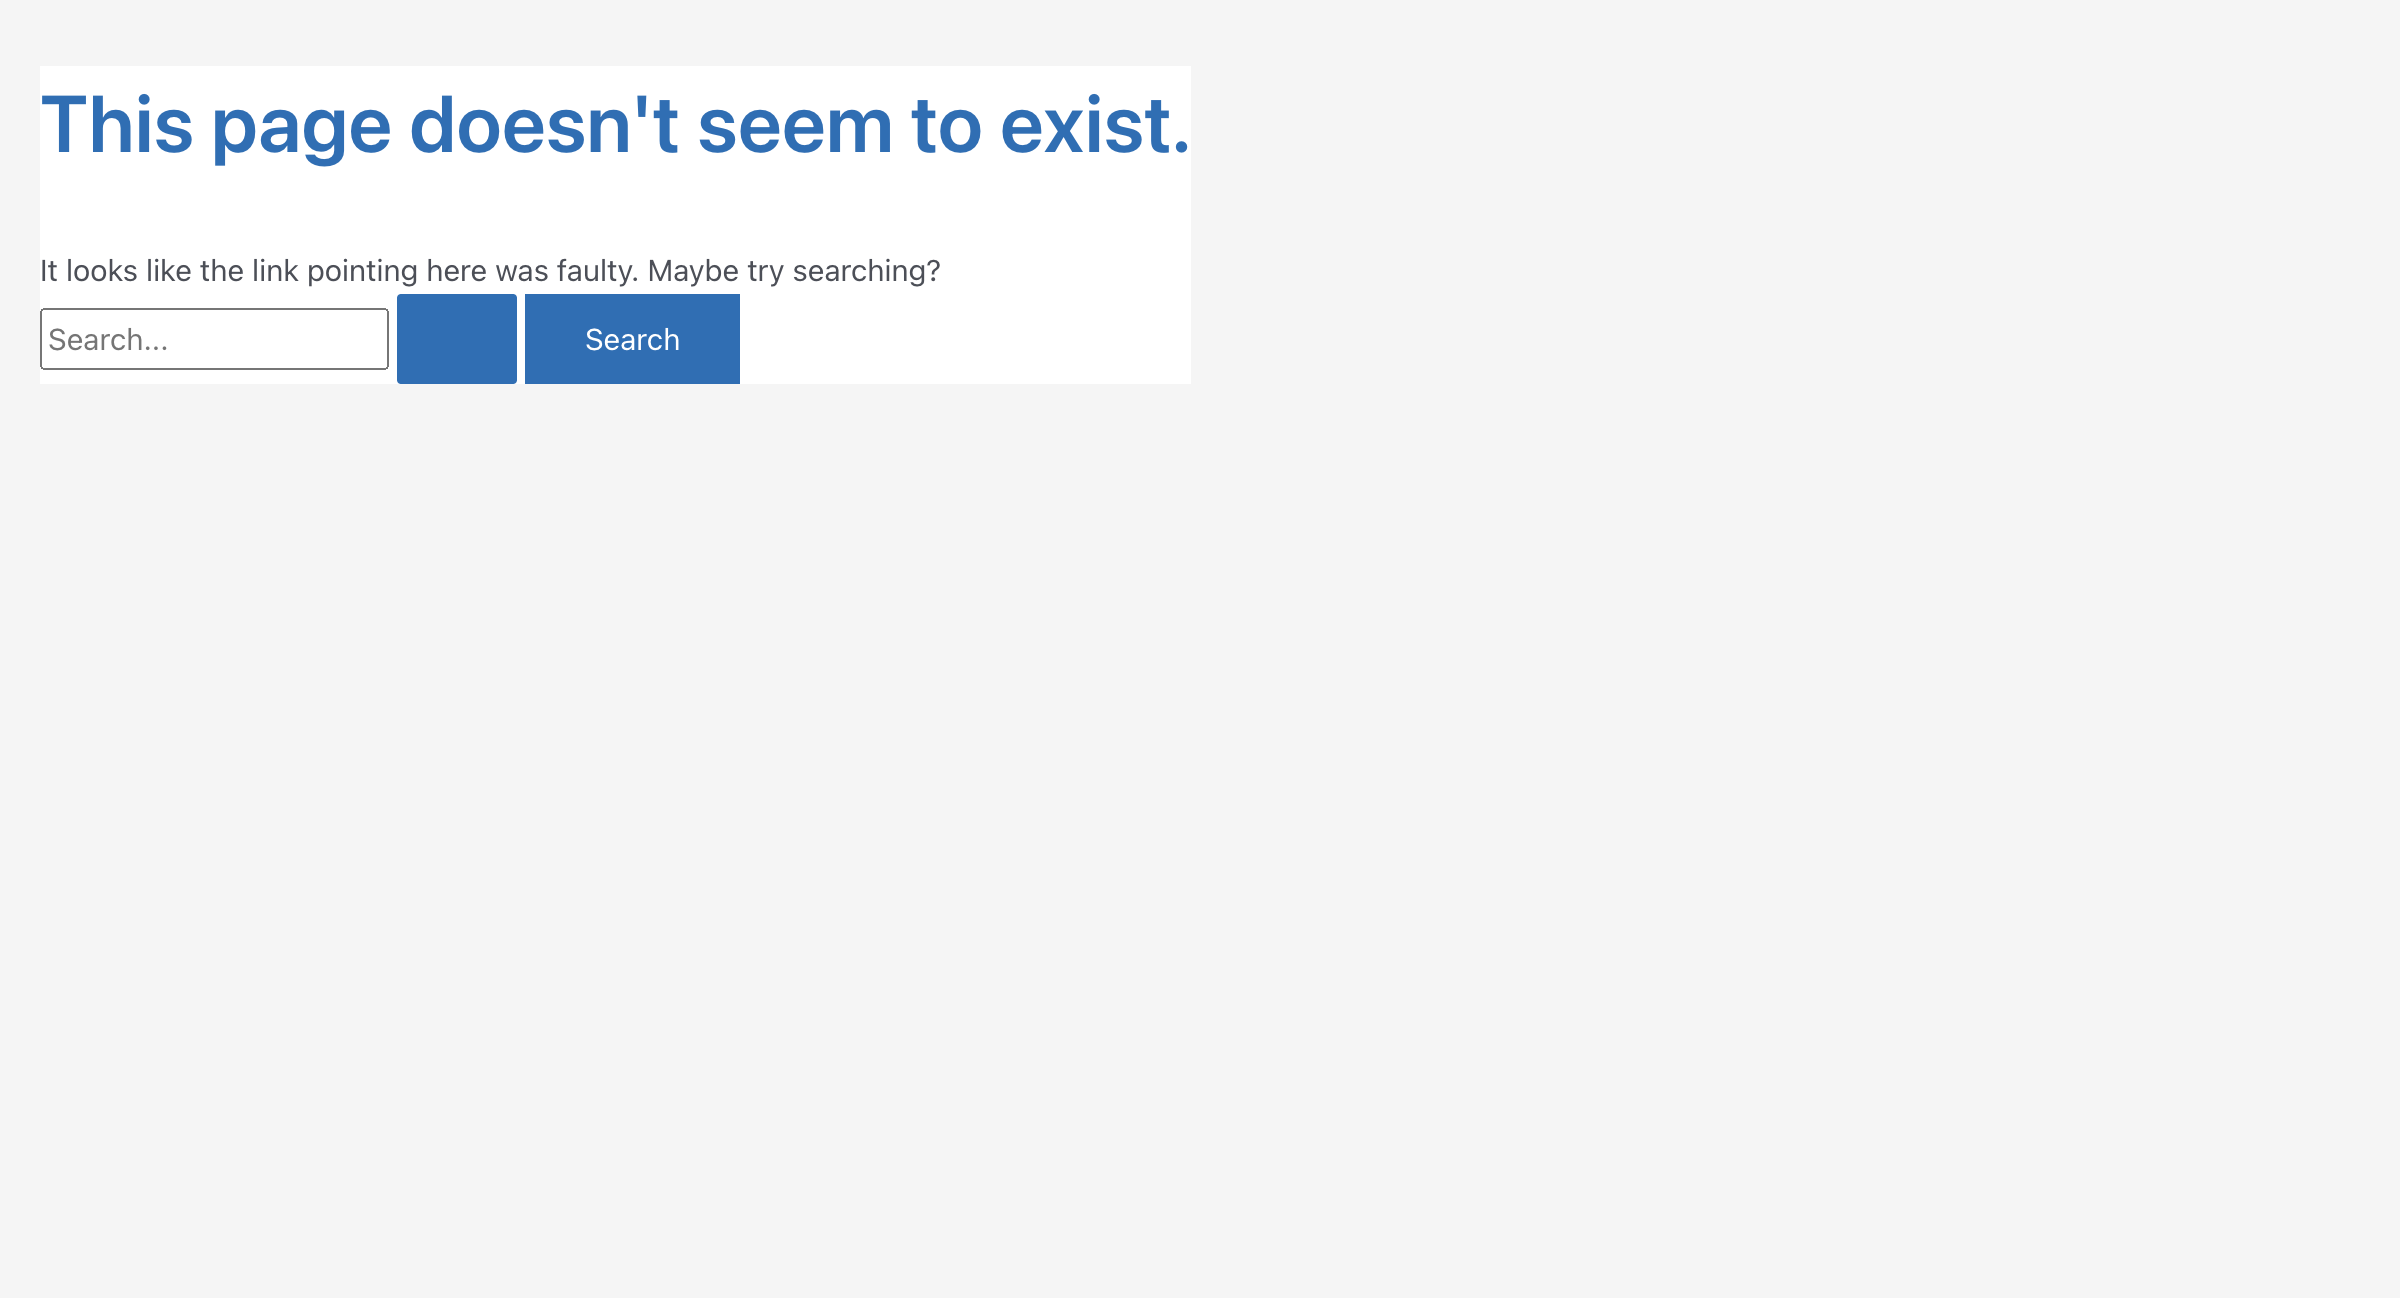 This page doesn't seem to exist.
It looks like the link pointing here was faulty. Maybe try searching?
Search...
Search